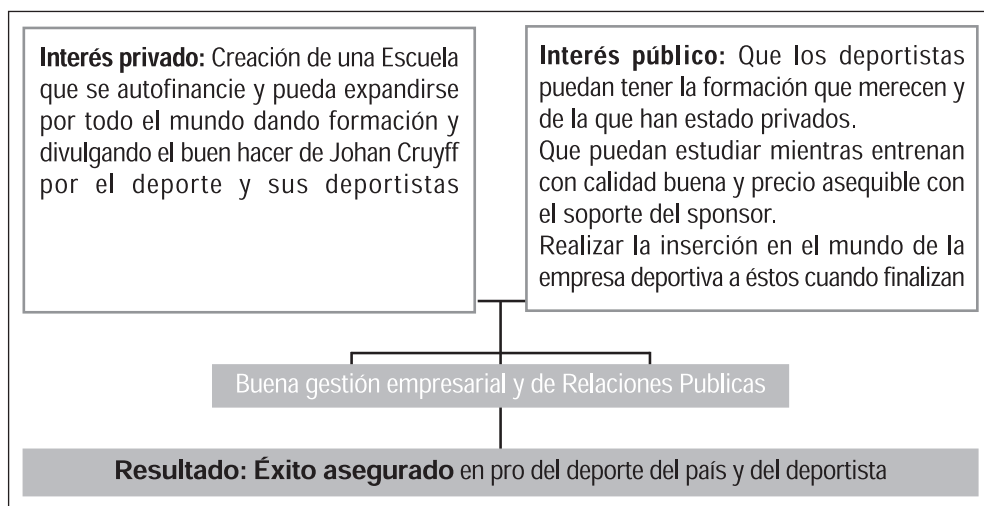 Interés privado: Creación de una Escuela
que se autofinancie y pueda expandirse
por todo el mundo dando formación y
divulgando el buen hacer de Johan Cruyff
por el deporte y sus deportistas
Interés público: Que los deportistas
puedan tener la formación que merecen y
de la que han estado privados.
Que puedan estudiar mientras entrenan
con calidad buena y precio asequible con
el soporte del sponsor.
Realizar la inserción en el mundo de la
empresa deportiva a éstos cuando finalizan
Buena gestión empresarial y de Relaciones Publicas
Resultado: Éxito asegurado en pro del deporte del país y del deportista